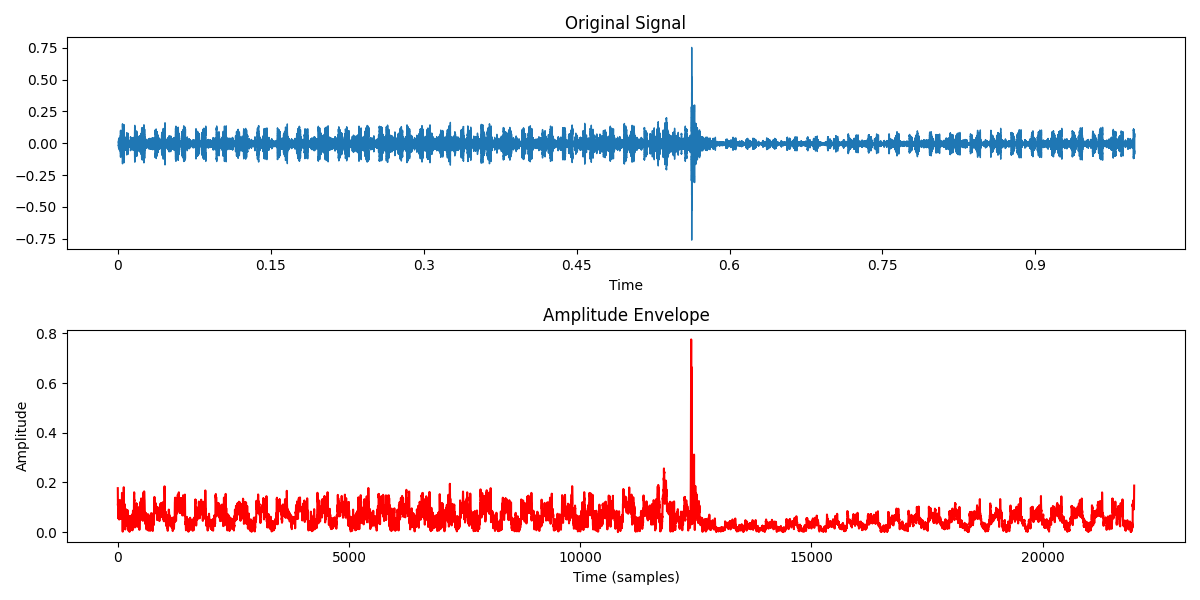 Original Signal
0.75
0.50
0.25
0.00
−0.25
−0.50
−0.75
0 0.15 0.3 0.45 0.6 0.75 0.9
Time
Amplitude Envelope
0.8
0.6
0.4
0.2
0.0
Amplitude
0 5000 10000 15000 20000
Time (samples)